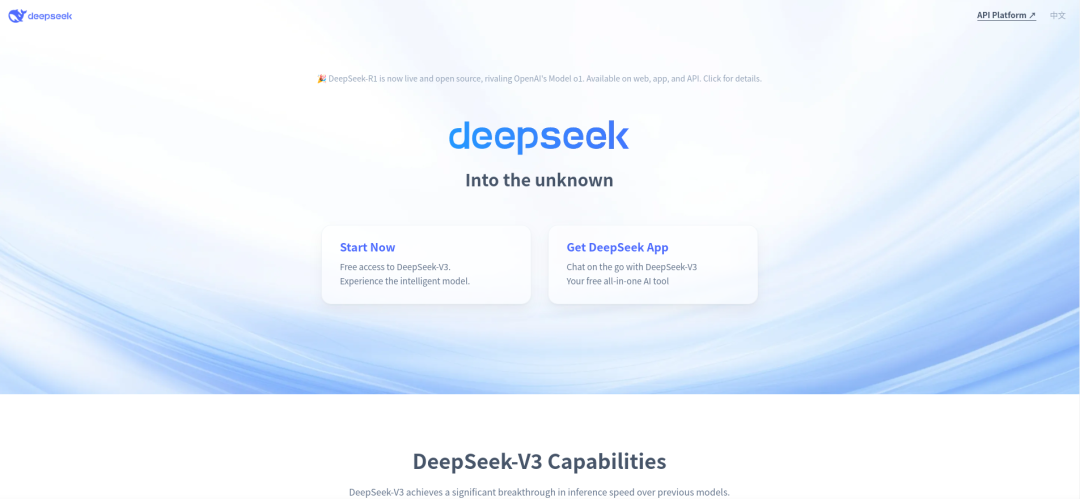 deepseek
API Platform ↗
中文
🎉 DeepSeek-R1 is now live and open source, rivaling OpenAI's Model o1. Available on web, app, and API. Click for details.
deepseek
Into the unknown
Start Now
Free access to DeepSeek-V3.
Experience the intelligent model.
Get DeepSeek App
Chat on the go with DeepSeek-V3
Your free all-in-one AI tool
DeepSeek-V3 Capabilities
DeepSeek-V3 achieves a significant breakthrough in inference speed over previous models.